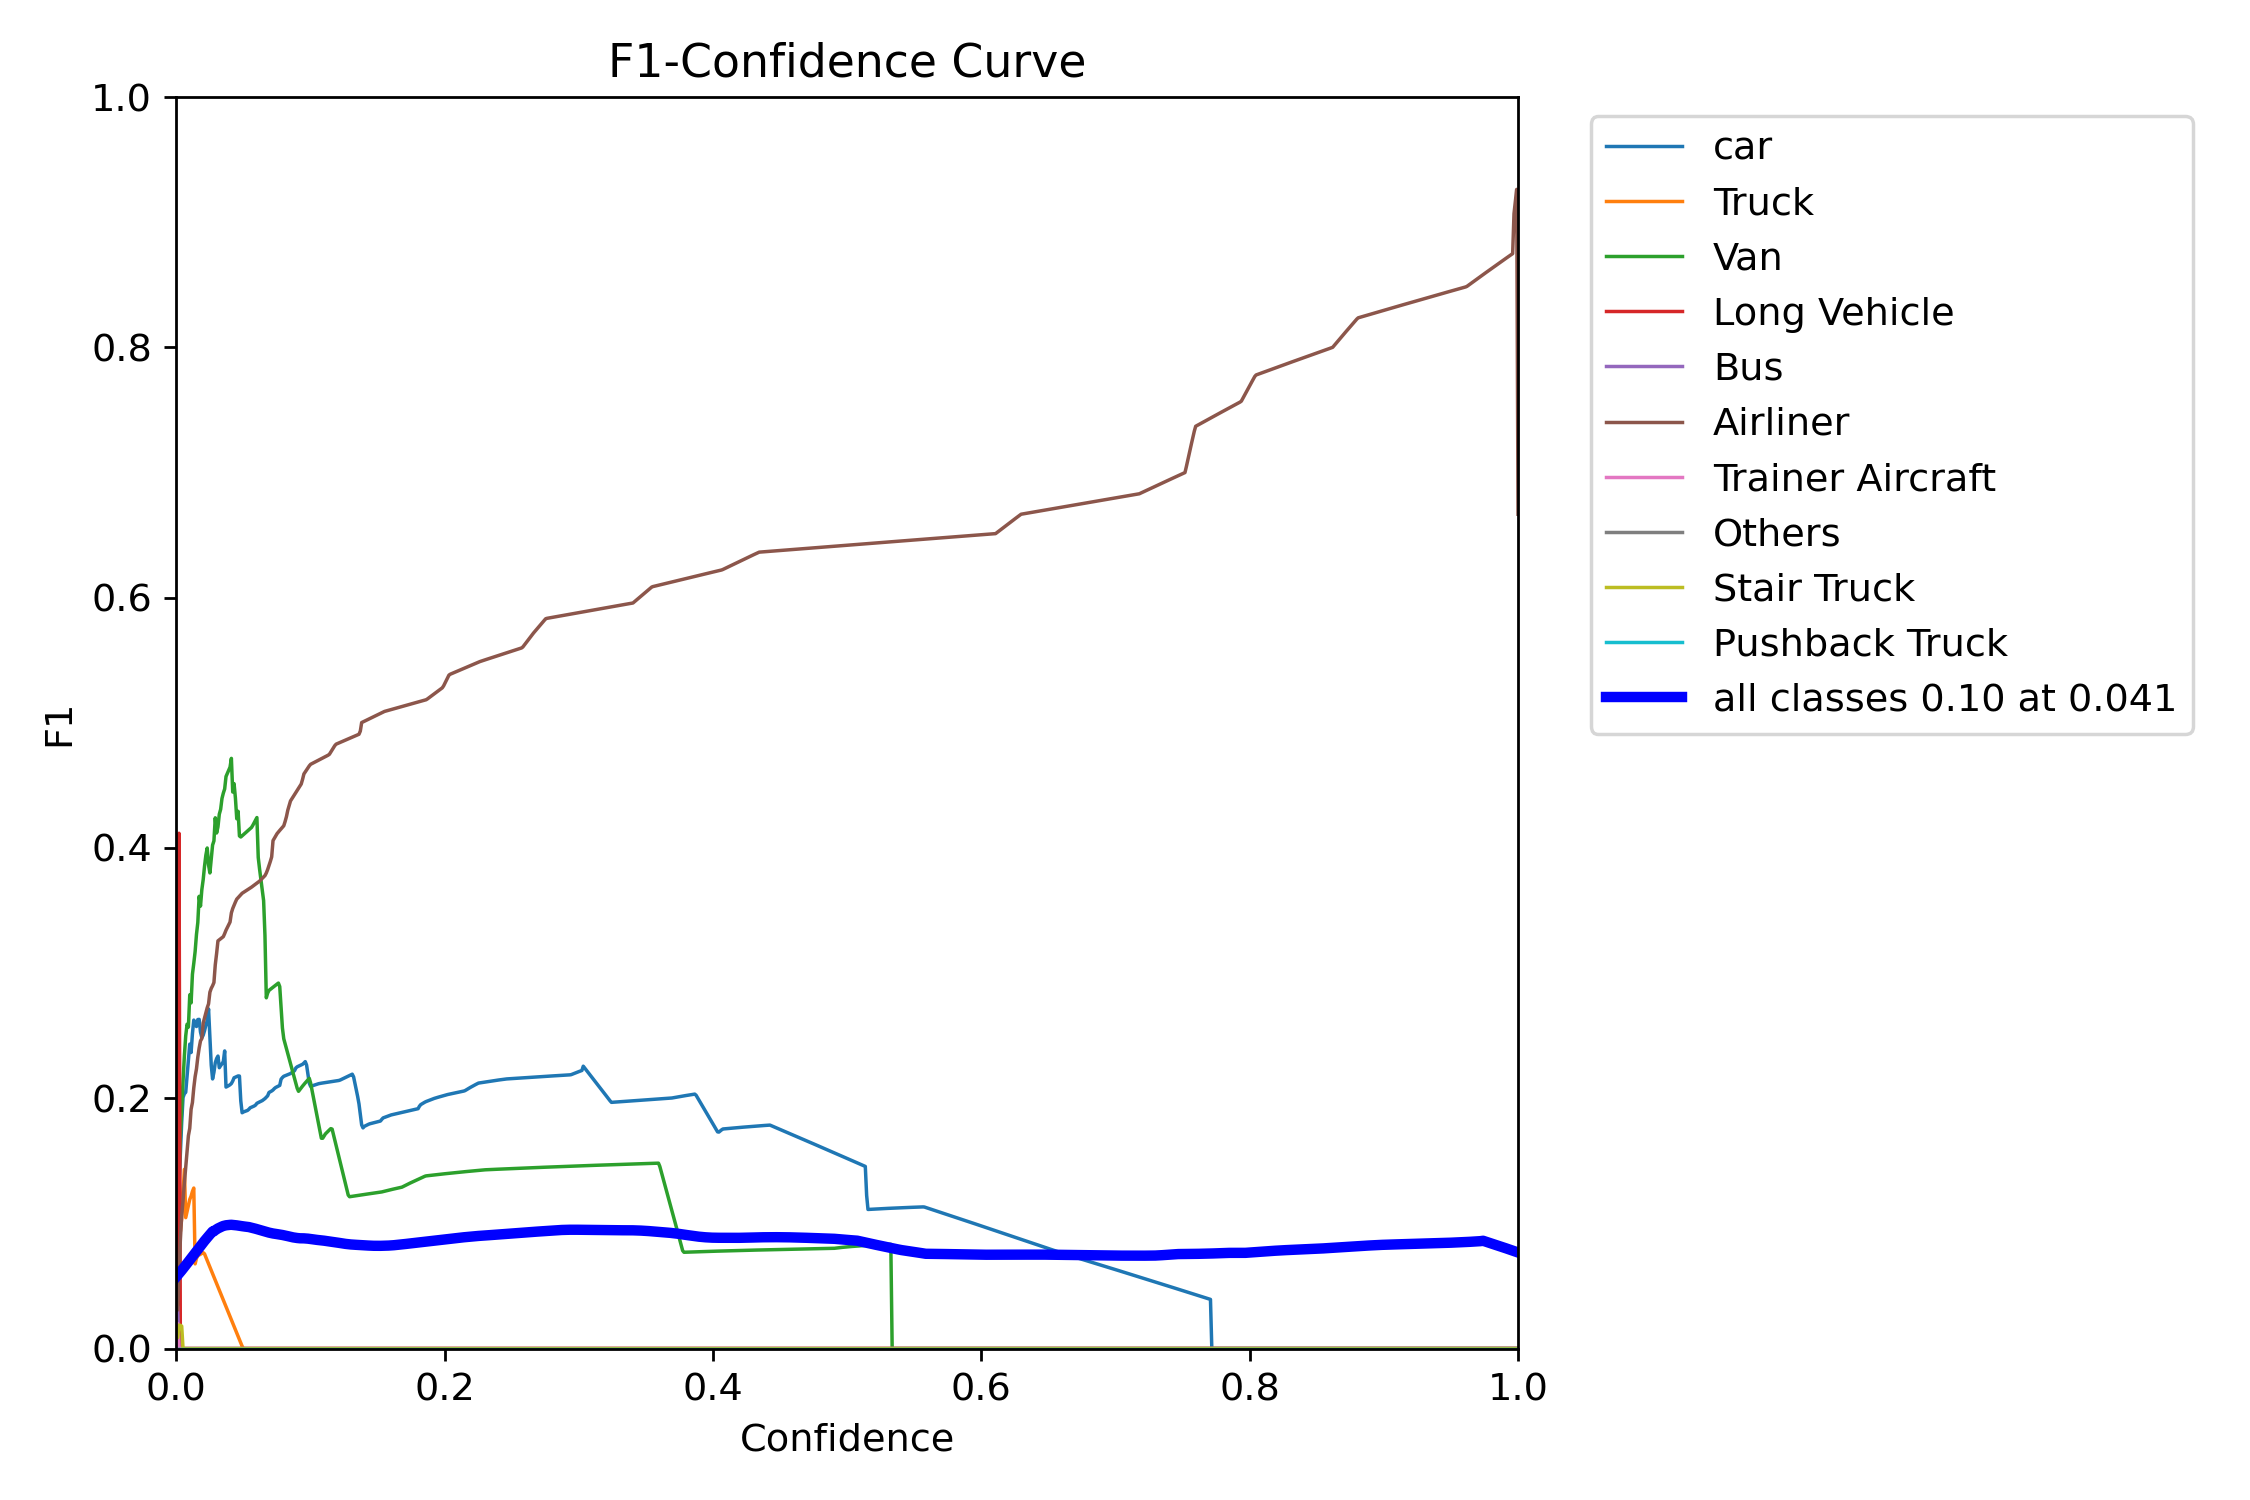 F1-Confidence Curve
1.0
0.8
0.6
0.4
0.2
0.0
F1
0.0 0.2 0.4 0.6 0.8 1.0
Confidence
car
Truck
Van
Long Vehicle
Bus
Airliner
Trainer Aircraft
Others
Stair Truck
Pushback Truck
all classes 0.10 at 0.041